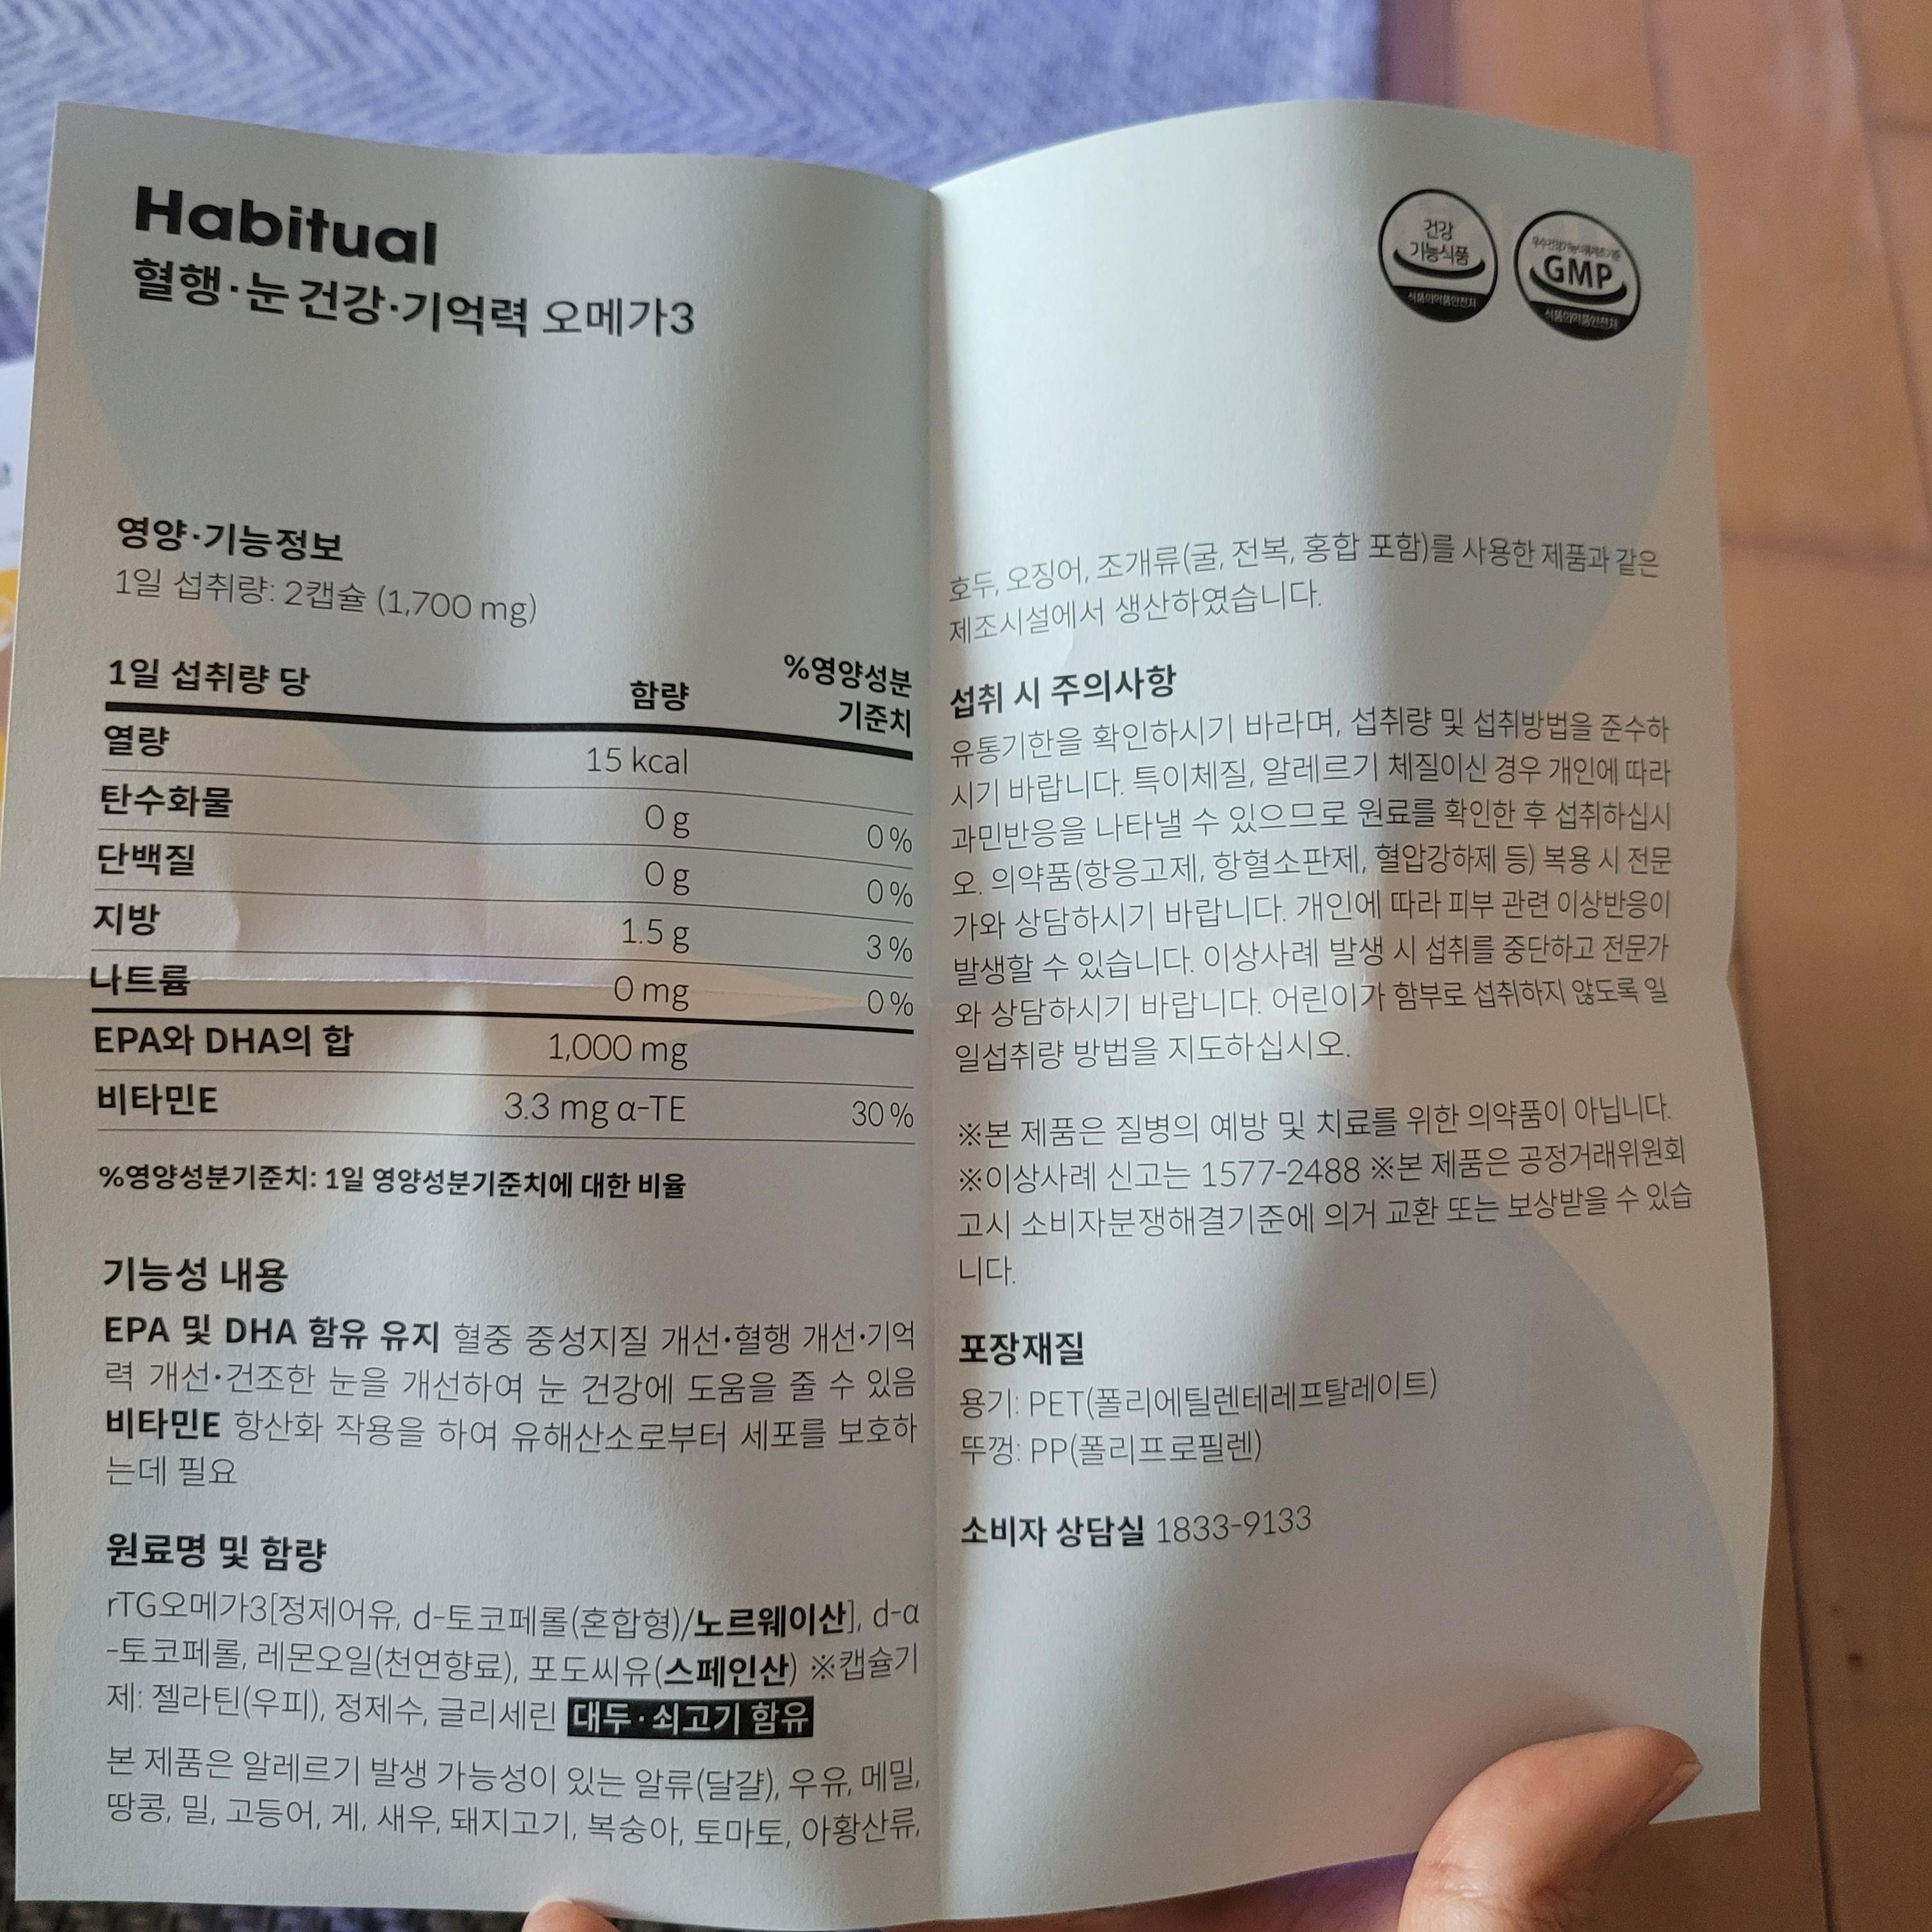 Habitual
혈행·눈 건강·기억력 오메가3
건강
기능식품
식품의약품안전처
우수건강기능식품제조기준
GMP
식품의약품안전처
영양·기능정보
1일 섭취량: 2캡슐 (1,700 mg)
1일 섭취량 당 함량 %영양성분
기준치
열량 15 kcal
탄수화물 0 g 0 %
단백질 0 g 0 %
지방 1.5 g 3 %
나트륨 0 mg 0 %
EPA와 DHA의 합 1,000 mg
비타민E 3.3 mg α-TE 30 %
%영양성분기준치: 1일 영양성분기준치에 대한 비율
기능성 내용
EPA 및 DHA 함유 유지 혈중 중성지질 개선·혈행 개선·기억
력 개선·건조한 눈을 개선하여 눈 건강에 도움을 줄 수 있음
비타민E 항산화 작용을 하여 유해산소로부터 세포를 보호하
는데 필요
원료명 및 함량
rTG오메가3[정제어유, d-토코페롤(혼합형)/노르웨이산], d-α
-토코페롤, 레몬오일(천연향료), 포도씨유(스페인산) ※캡슐기
제: 젤라틴(우피), 정제수, 글리세린 대두·쇠고기 함유
본 제품은 알레르기 발생 가능성이 있는 알류(달걀), 우유, 메밀,
땅콩, 밀, 고등어, 게, 새우, 돼지고기, 복숭아, 토마토, 아황산류,
호두, 오징어, 조개류(굴, 전복, 홍합 포함)를 사용한 제품과 같은
제조시설에서 생산하였습니다.
섭취 시 주의사항
유통기한을 확인하시기 바라며, 섭취량 및 섭취방법을 준수하
시기 바랍니다. 특이체질, 알레르기 체질이신 경우 개인에 따라
과민반응을 나타낼 수 있으므로 원료를 확인한 후 섭취하십시
오. 의약품(항응고제, 항혈소판제, 혈압강하제 등) 복용 시 전문
가와 상담하시기 바랍니다. 개인에 따라 피부 관련 이상반응이
발생할 수 있습니다. 이상사례 발생 시 섭취를 중단하고 전문가
와 상담하시기 바랍니다. 어린이가 함부로 섭취하지 않도록 일
일섭취량 방법을 지도하십시오.
※본 제품은 질병의 예방 및 치료를 위한 의약품이 아닙니다.
※이상사례 신고는 1577-2488 ※본 제품은 공정거래위원회
고시 소비자분쟁해결기준에 의거 교환 또는 보상받을 수 있습
니다.
포장재질
용기: PET(폴리에틸렌테레프탈레이트)
뚜껑: PP(폴리프로필렌)
소비자 상담실 1833-9133